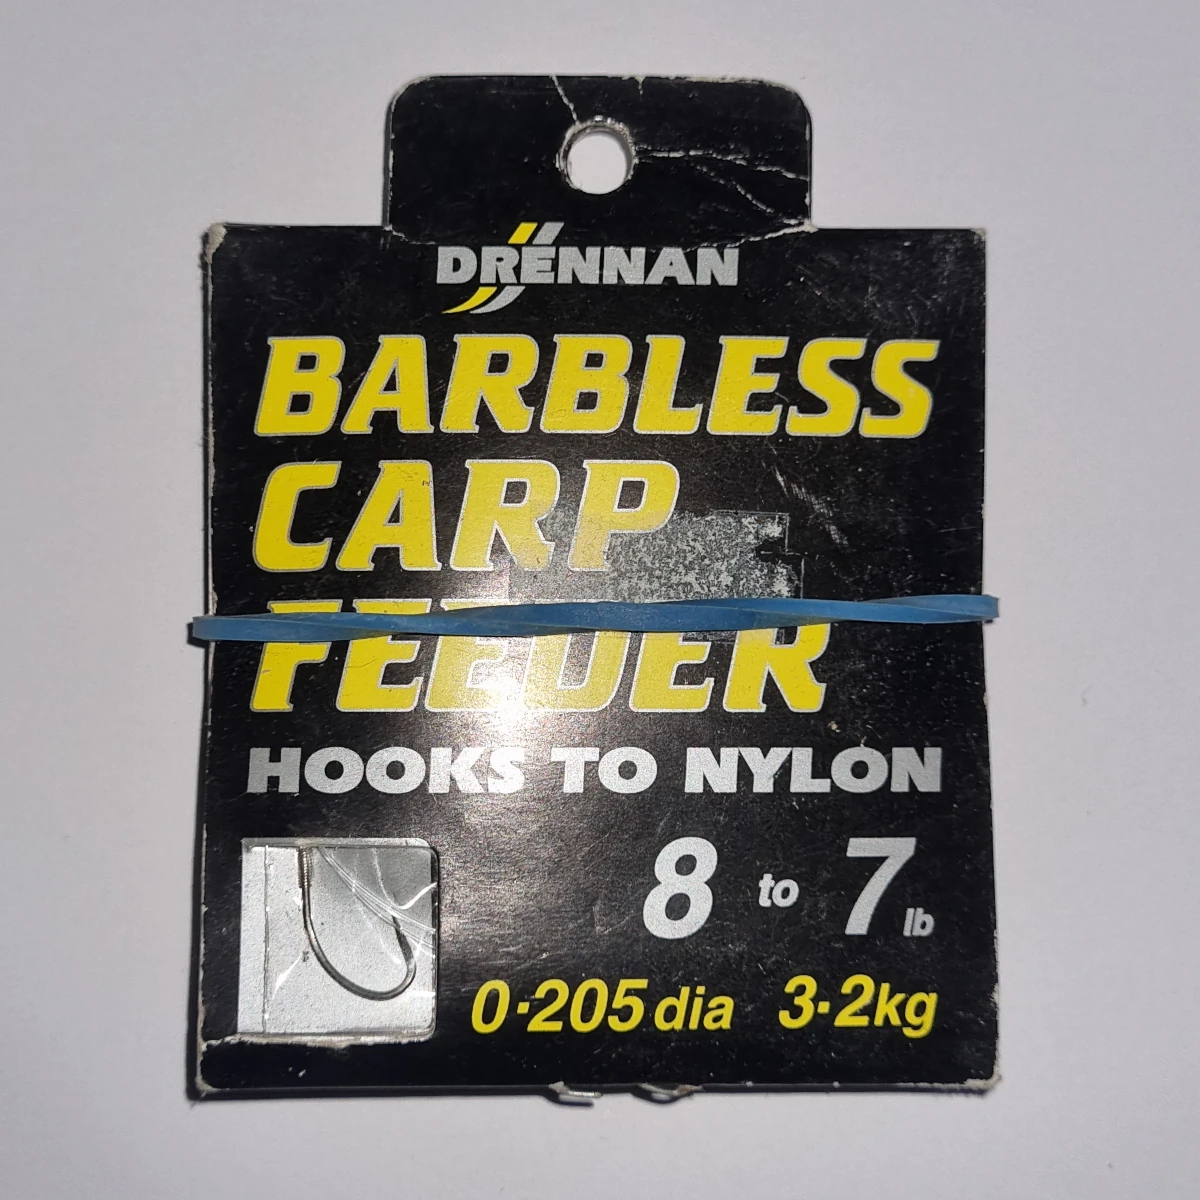 DRENNAN
BARBLESS
CARP
FEEDER
HOOKS TO NYLON
8 to 7 lb
0·205 dia 3·2kg